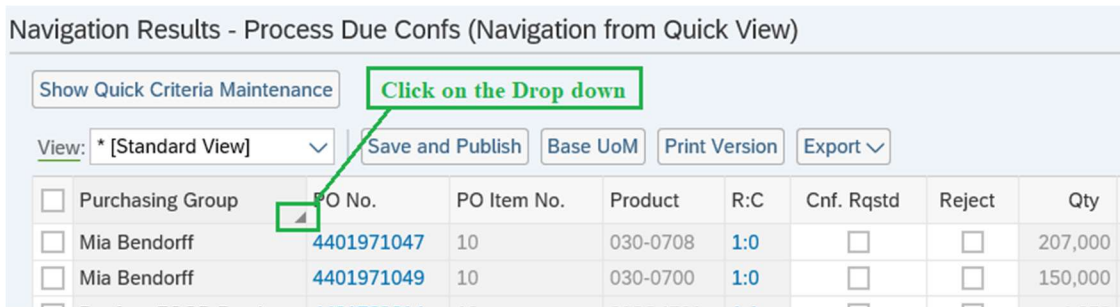 Navigation Results - Process Due Confs (Navigation from Quick View)
Show Quick Criteria Maintenance Click on the Drop down
View: * [Standard View] Save and Publish Base UoM Print Version Export
Purchasing Group PO No. PO Item No. Product R:C Cnf. Rqstd Reject Qty
Mia Bendorff 4401971047 10 030-0708 1:0 207,000
Mia Bendorff 4401971049 10 030-0700 1:0 150,000